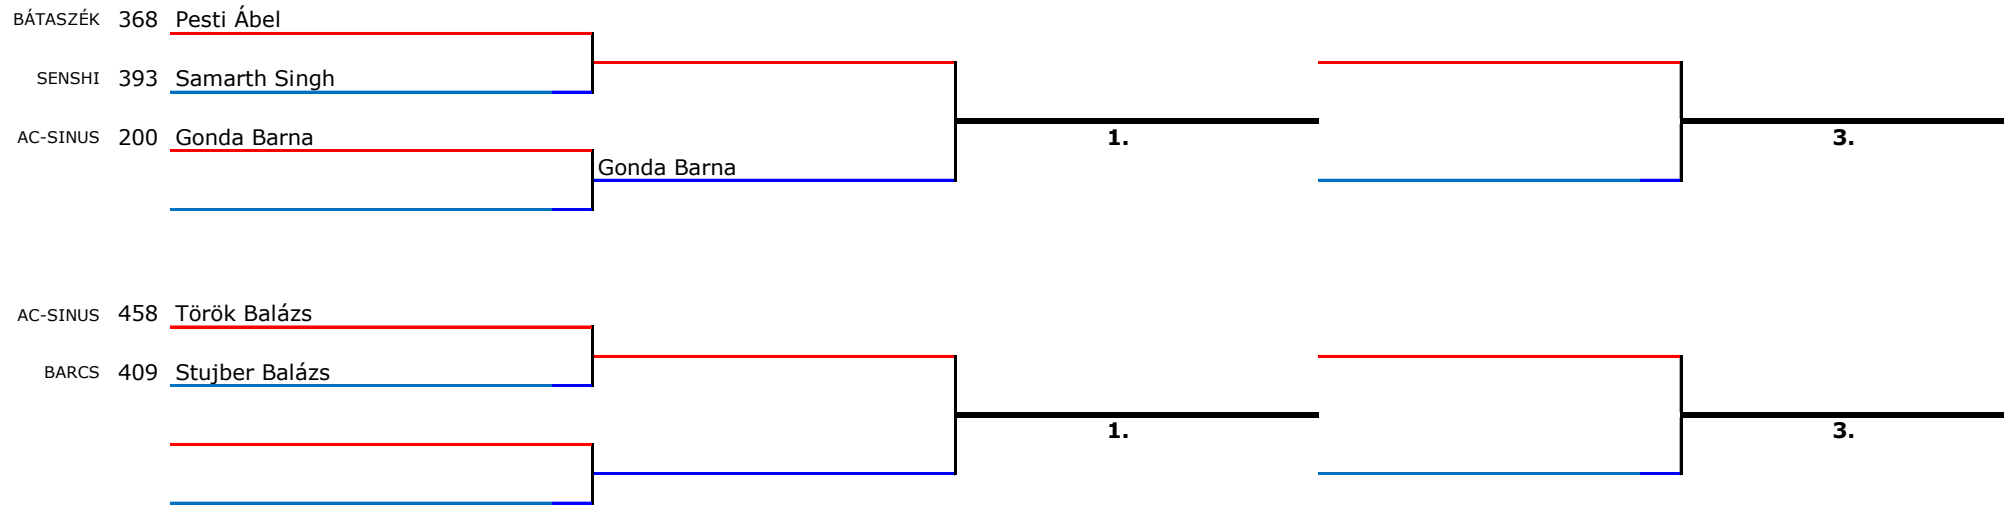 BÁTASZÉK 368 Pesti Ábel
SENSHI 393 Samarth Singh
AC-SINUS 200 Gonda Barna
1.
3.
Gonda Barna
AC-SINUS 458 Török Balázs
BARCS 409 Stujber Balázs
1.
3.